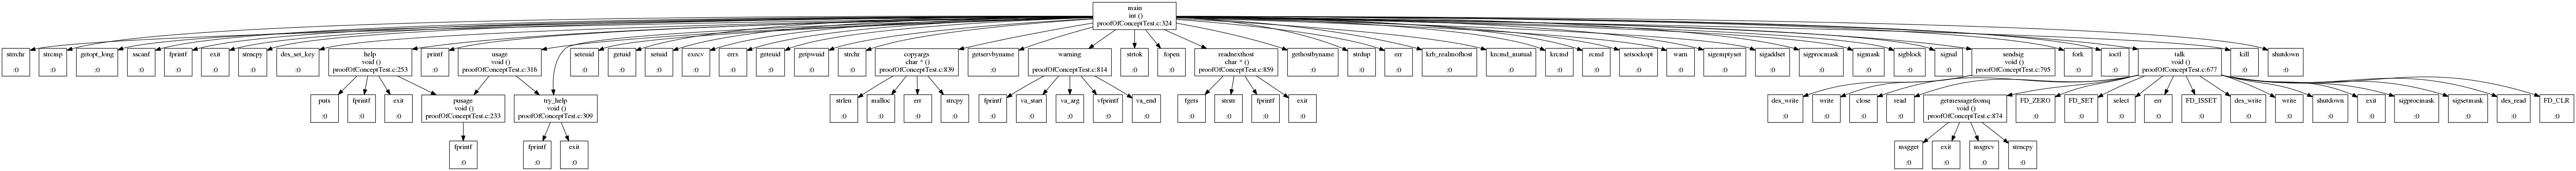 main
int ()
proofOfConceptTest.c:324
strrchr
:0
strcmp
:0
getopt_long
:0
sscanf
:0
fprintf
:0
exit
:0
strncpy
:0
des_set_key
:0
help
void ()
proofOfConceptTest.c:253
printf
:0
usage
void ()
proofOfConceptTest.c:316
seteuid
:0
getuid
:0
setuid
:0
execv
:0
errx
:0
geteuid
:0
getpwuid
:0
strchr
:0
copyargs
char * ()
proofOfConceptTest.c:839
getservbyname
:0
warning
proofOfConceptTest.c:814
strtok
:0
fopen
:0
readnexthost
char * ()
proofOfConceptTest.c:859
gethostbyname
:0
strdup
:0
err
:0
krb_realmofhost
:0
krcmd_mutual
:0
krcmd
:0
rcmd
:0
setsockopt
:0
warn
:0
sigemptyset
:0
sigaddset
:0
sigprocmask
:0
sigmask
:0
sigblock
:0
signal
:0
sendsig
void ()
proofOfConceptTest.c:795
fork
:0
ioctl
:0
talk
void ()
proofOfConceptTest.c:677
kill
:0
shutdown
:0
puts
:0
fprintf
:0
exit
:0
pusage
void ()
proofOfConceptTest.c:233
try_help
void ()
proofOfConceptTest.c:309
strlen
:0
malloc
:0
err
:0
strcpy
:0
fprintf
:0
va_start
:0
va_arg
:0
vfprintf
:0
va_end
:0
fgets
:0
strstr
:0
fprintf
:0
exit
:0
des_write
:0
write
:0
close
:0
read
:0
getmessagefromq
void ()
proofOfConceptTest.c:874
FD_ZERO
:0
FD_SET
:0
select
:0
err
:0
FD_ISSET
:0
des_write
:0
write
:0
shutdown
:0
exit
:0
sigprocmask
:0
sigsetmask
:0
des_read
:0
FD_CLR
:0
fprintf
:0
fprintf
:0
exit
:0
msgget
:0
exit
:0
msgrcv
:0
strncpy
:0